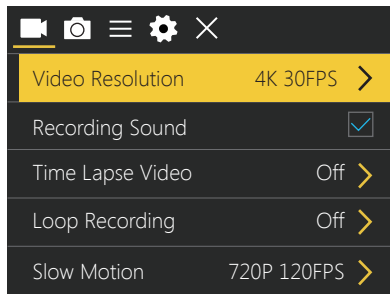 Video Resolution 4K 30FPS
Recording Sound
Time Lapse Video Off
Loop Recording Off
Slow Motion 720P 120FPS